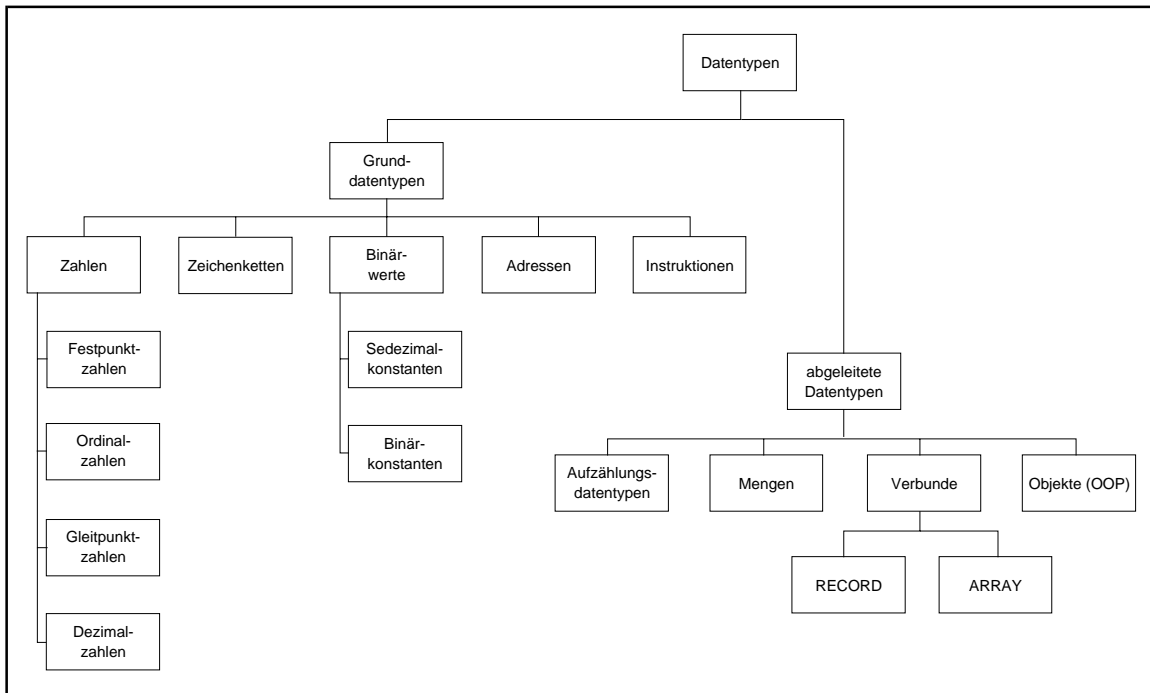 Datentypen
Grund-
datentypen
Zahlen
Zeichenketten
Binär-
werte
Adressen
Instruktionen
Festpunkt-
zahlen
Sedezimal-
konstanten
abgeleitete
Datentypen
Ordinal-
zahlen
Binär-
konstanten
Aufzählungs-
datentypen
Mengen
Verbunde
Objekte (OOP)
Gleitpunkt-
zahlen
RECORD
ARRAY
Dezimal-
zahlen